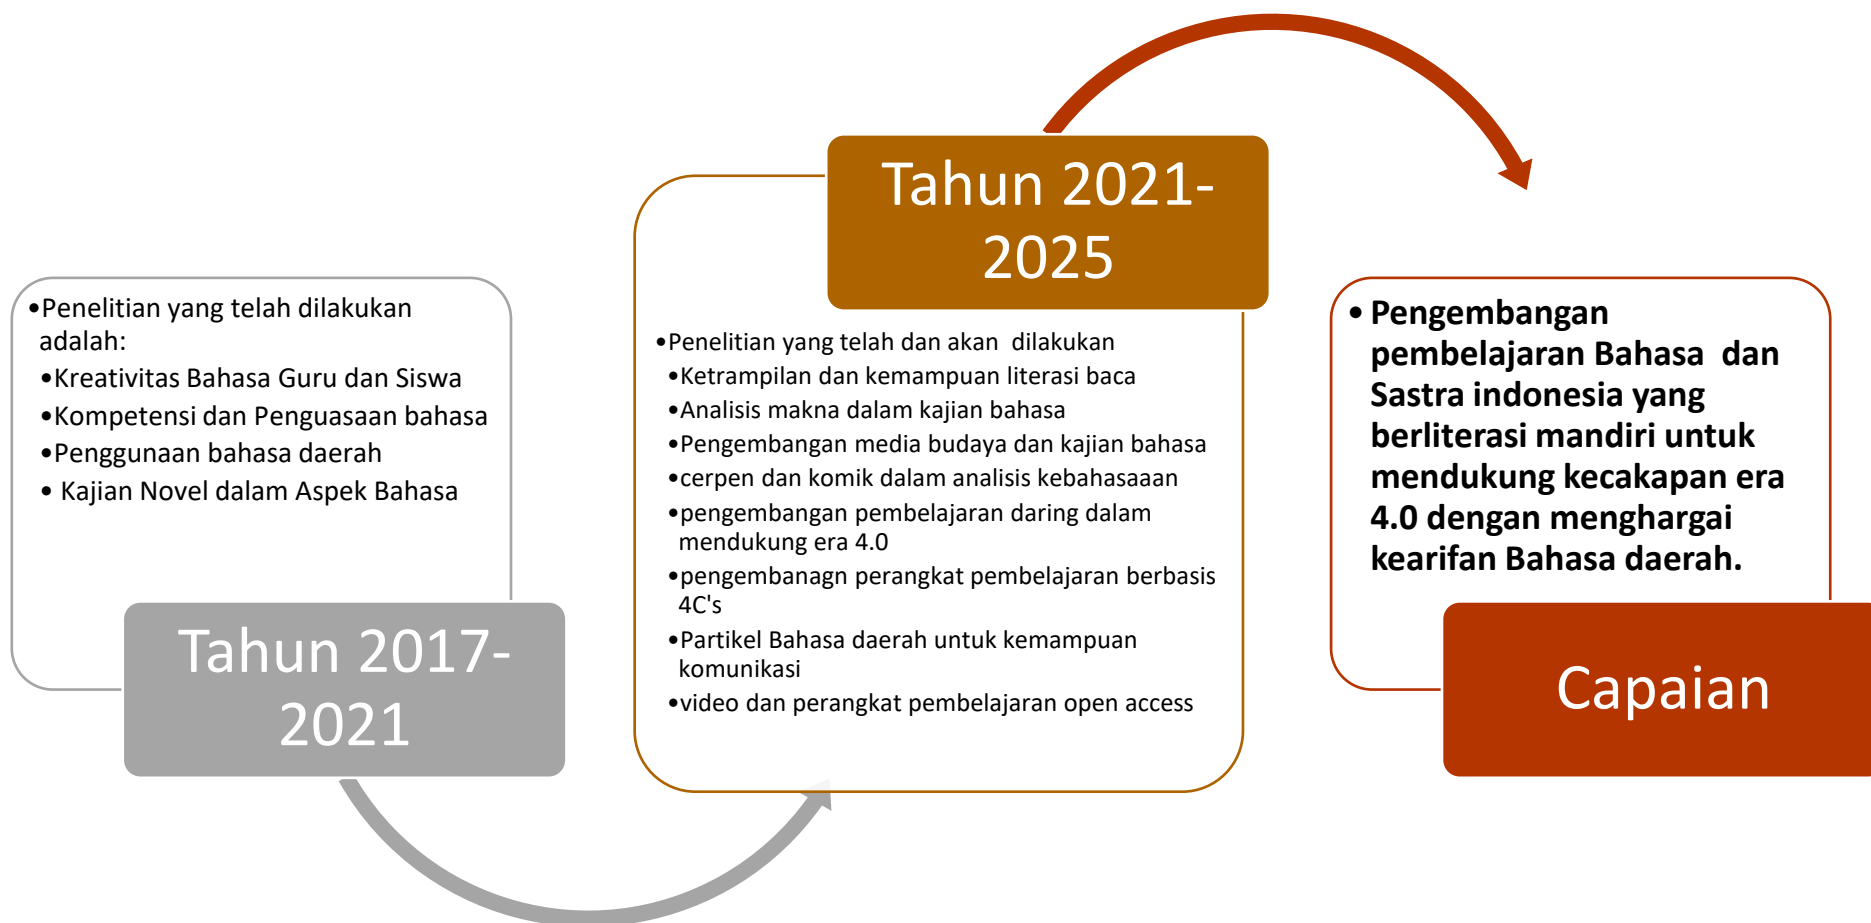 •Penelitian yang telah dilakukan
adalah:
•Kreativitas Bahasa Guru dan Siswa
•Kompetensi dan Penguasaan bahasa
•Penggunaan bahasa daerah
• Kajian Novel dalam Aspek Bahasa
Tahun 2017-
2021
Tahun 2021-
2025
•Penelitian yang telah dan akan  dilakukan
•Ketrampilan dan kemampuan literasi baca
•Analisis makna dalam kajian bahasa
•Pengembangan media budaya dan kajian bahasa
•cerpen dan komik dalam analisis kebahasaaan
•pengembangan pembelajaran daring dalam
mendukung era 4.0
•pengembanagn perangkat pembelajaran berbasis
4C's
•Partikel Bahasa daerah untuk kemampuan
komunikasi
•video dan perangkat pembelajaran open access
• Pengembangan
pembelajaran Bahasa  dan
Sastra indonesia yang
berliterasi mandiri untuk
mendukung kecakapan era
4.0 dengan menghargai
kearifan Bahasa daerah.
Capaian